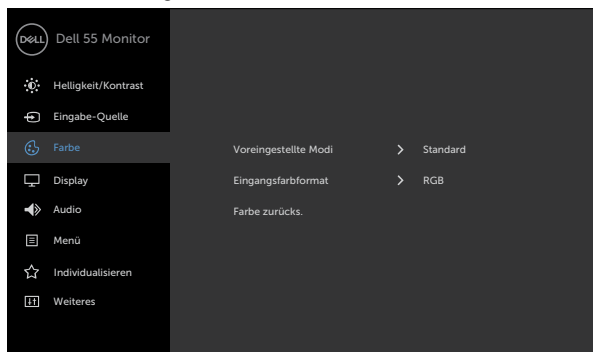 DELL Dell 55 Monitor
Helligkeit/Kontrast
Eingabe-Quelle
Farbe
Display
Audio
Menü
Individualisieren
Weiteres
Voreingestellte Modi > Standard
Eingangsfarbformat > RGB
Farbe zurücks.